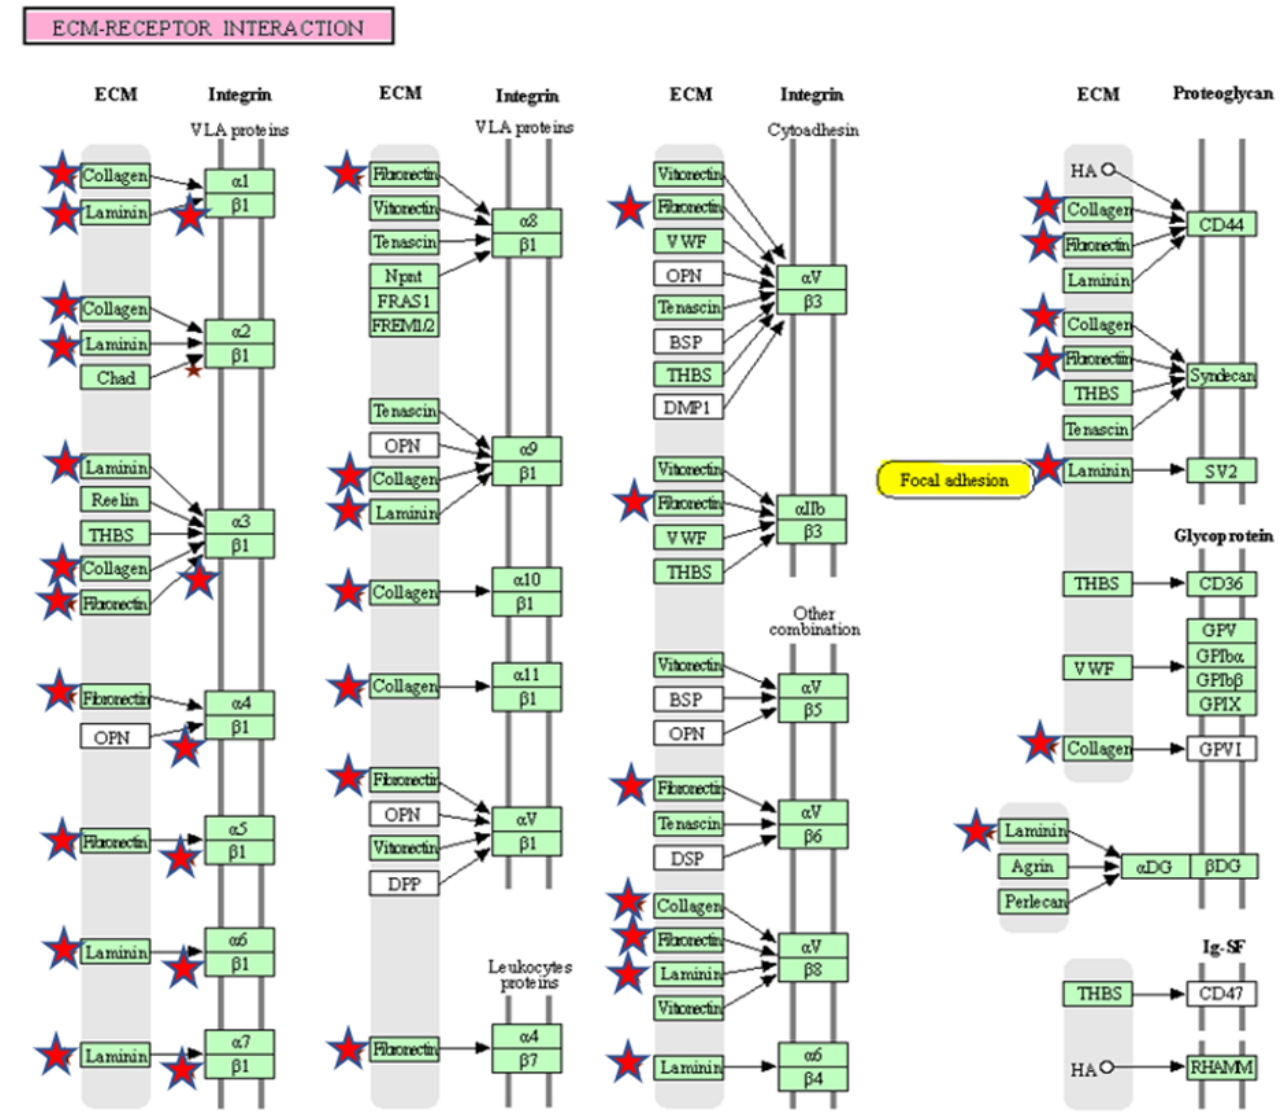 ECM-RECEPTOR INTERACTION
ECM
Integrin
VLA proteins
Collagen
Laminin
α1
β1
Collagen
Laminin
Chad
α2
β1
Laminin
Reelin
THBS
Collagen
Fibronectin
α3
β1
Fibronectin
OPN
α4
β1
Fibronectin
α5
β1
Laminin
α6
β1
Laminin
α7
β1
ECM
Integrin
VLA proteins
Fibronectin
Vitronectin
Tenascin
Npnt
FRAS1
FREM1/2
α8
β1
Tenascin
OPN
Collagen
Laminin
α9
β1
Collagen
α10
β1
Collagen
α11
β1
Fibronectin
OPN
Vitronectin
DPP
αV
β1
Leukocytes
proteins
Fibronectin
α4
β7
ECM
Integrin
Cytoadhesin
Vitronectin
Fibronectin
VWF
OPN
Tenascin
BSP
THBS
DMP1
αV
β3
Vitronectin
Fibronectin
VWF
THBS
αIIb
β3
Other
combination
Vitronectin
BSP
OPN
αV
β5
Fibronectin
Tenascin
DSP
αV
β6
Collagen
Fibronectin
Laminin
Vitronectin
αV
β8
Laminin
α6
β4
ECM
Proteoglycan
HA
Collagen
Fibronectin
Laminin
CD44
Collagen
Fibronectin
THBS
Tenascin
Syndecan
Focal adhesion
Laminin
SV2
Glycoprotein
THBS
CD36
VWF
GPV
GPIbα
GPIbβ
GPIX
Collagen
GPVI
Laminin
Agrin
Perlecan
αDG
βDG
Ig-SF
THBS
CD47
HA
RHAMM